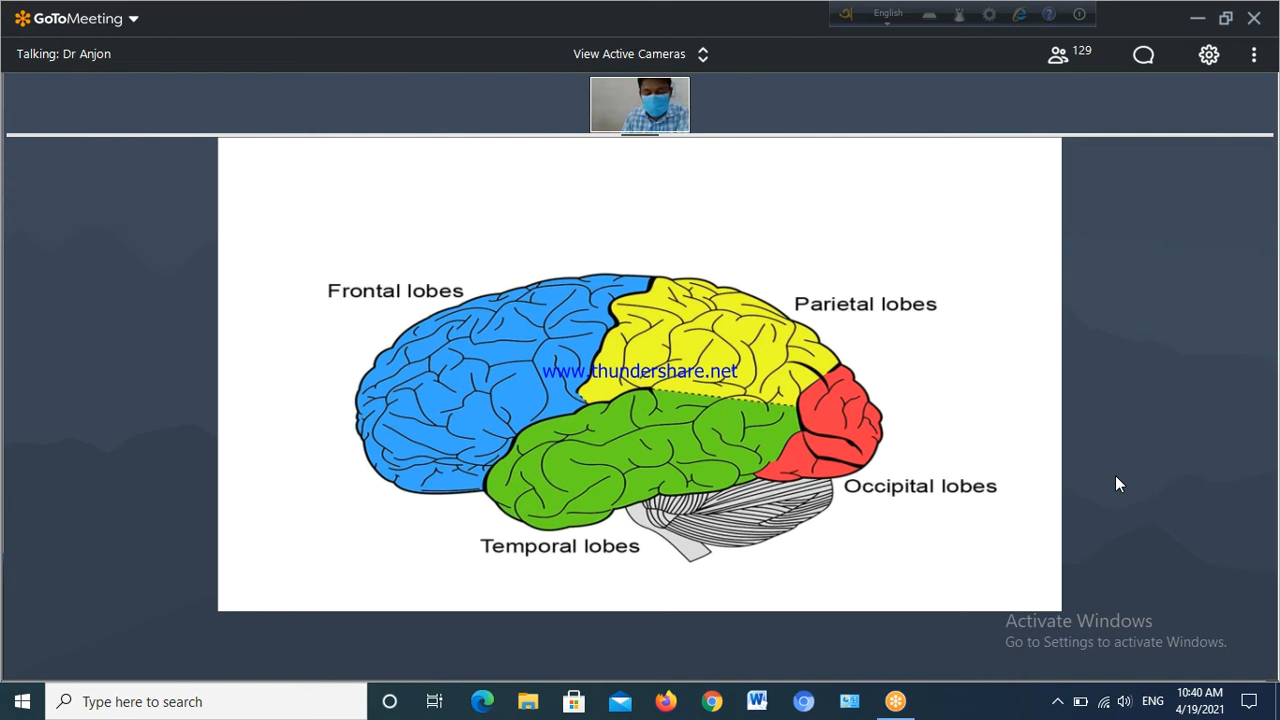 GoToMeeting
English
Talking: Dr Anjon
View Active Cameras
129
Frontal lobes
Parietal lobes
www.thundershare.net
Occipital lobes
Temporal lobes
Activate Windows
Go to Settings to activate Windows.
Type here to search
ENG
10:40 AM
4/19/2021